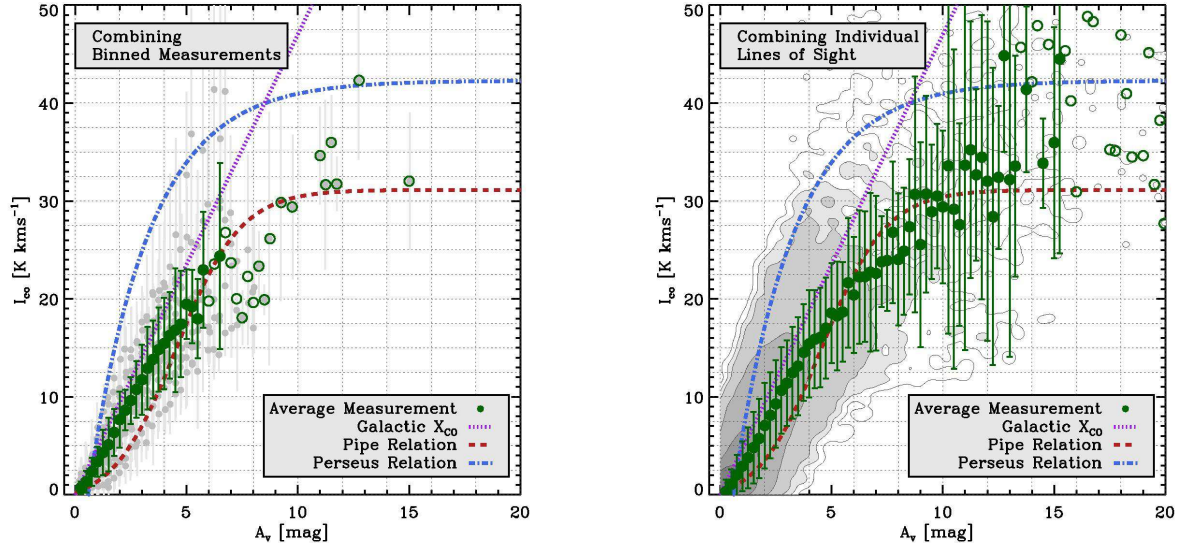 Combining
Binned Measurements
I_CO [K kms⁻¹]
50
40
30
20
10
0
Average Measurement
Galactic X_CO
Pipe Relation
Perseus Relation
0 5 10 15 20
A_v [mag]
Combining Individual
Lines of Sight
I_CO [K kms⁻¹]
50
40
30
20
10
0
Average Measurement
Galactic X_CO
Pipe Relation
Perseus Relation
0 5 10 15 20
A_v [mag]